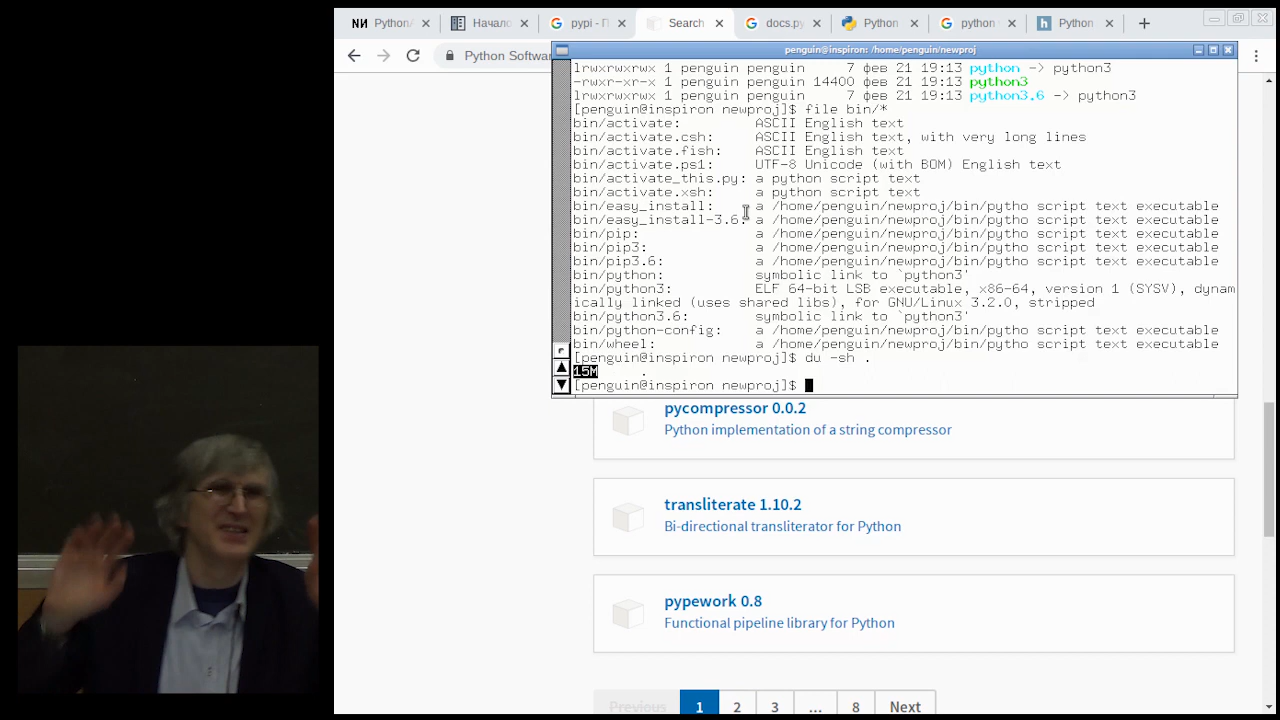 PythonA
Начало
pypi - П
Search
docs.py
Python
python
Python
Python Softwa
penguin@inspiron: /home/penguin/newproj
lrwxrwxrwx 1 penguin penguin     7 фев 21 19:13 python -> python3
-rwxr-xr-x 1 penguin penguin 14400 фев 21 19:13 python3
lrwxrwxrwx 1 penguin penguin     7 фев 21 19:13 python3.6 -> python3
[penguin@inspiron newproj]$ file bin/*
bin/activate:         ASCII English text
bin/activate.csh:     ASCII English text, with very long lines
bin/activate.fish:    ASCII English text
bin/activate.ps1:     UTF-8 Unicode (with BOM) English text
bin/activate_this.py: a python script text
bin/activate.xsh:     a python script text
bin/easy_install:     a /home/penguin/newproj/bin/pytho script text executable
bin/easy_install-3.6: a /home/penguin/newproj/bin/pytho script text executable
bin/pip:              a /home/penguin/newproj/bin/pytho script text executable
bin/pip3:             a /home/penguin/newproj/bin/pytho script text executable
bin/pip3.6:           a /home/penguin/newproj/bin/pytho script text executable
bin/python:           symbolic link to `python3'
bin/python3:          ELF 64-bit LSB executable, x86-64, version 1 (SYSV), dynam
ically linked (uses shared libs), for GNU/Linux 3.2.0, stripped
bin/python3.6:        symbolic link to `python3'
bin/python-config:    a /home/penguin/newproj/bin/pytho script text executable
bin/wheel:            a /home/penguin/newproj/bin/pytho script text executable
[penguin@inspiron newproj]$ du -sh .
15M     .
[penguin@inspiron newproj]$
pycompressor 0.0.2
Python implementation of a string compressor
transliterate 1.10.2
Bi-directional transliterator for Python
pypework 0.8
Functional pipeline library for Python
Previous 1 2 3 ... 8 Next